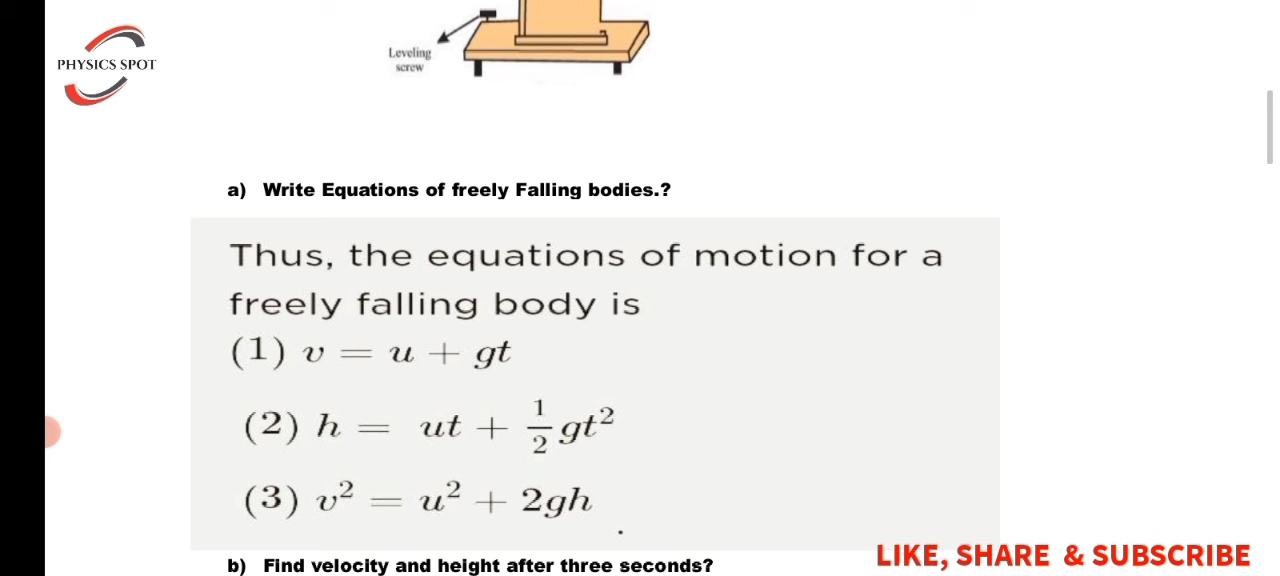 Leveling
screw
PHYSICS SPOT
a) Write Equations of freely Falling bodies.?
Thus, the equations of motion for a
freely falling body is
(1) v = u + gt
(2) h = ut + 1/2 gt²
(3) v² = u² + 2gh
.
b) Find velocity and height after three seconds?
LIKE, SHARE & SUBSCRIBE